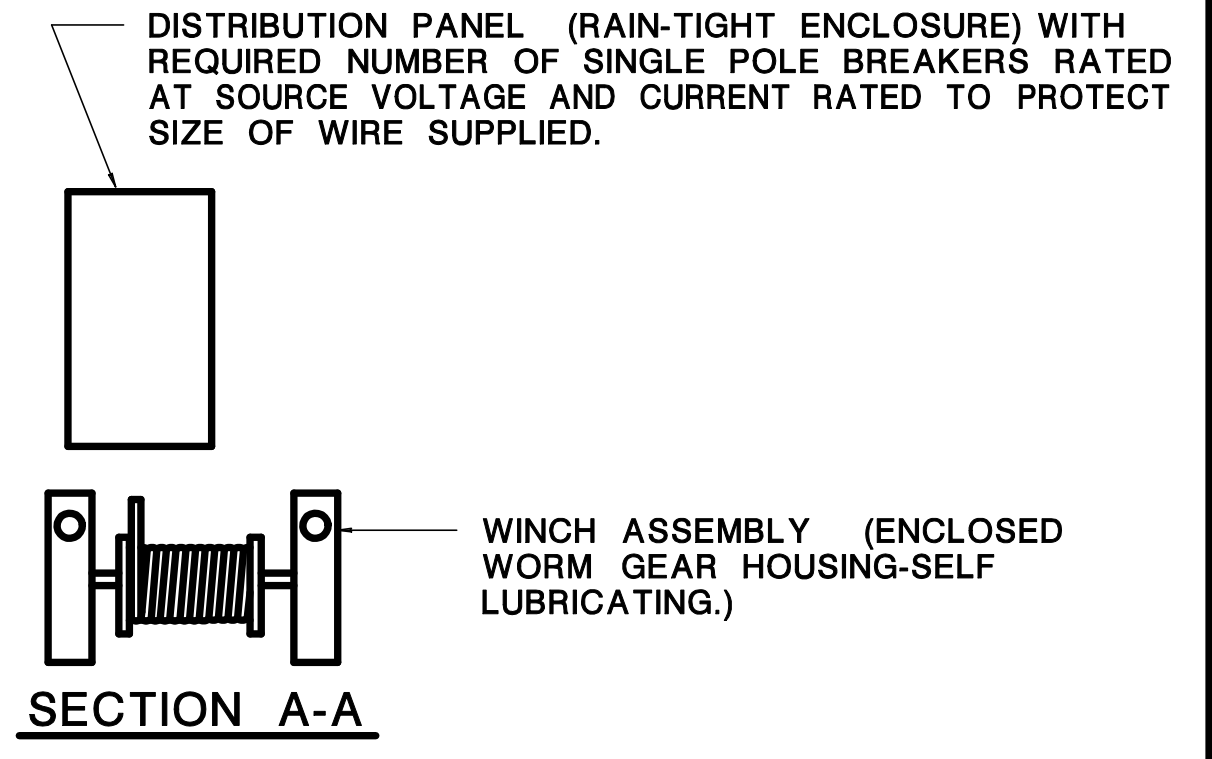 DISTRIBUTION PANEL (RAIN-TIGHT ENCLOSURE) WITH
REQUIRED NUMBER OF SINGLE POLE BREAKERS RATED
AT SOURCE VOLTAGE AND CURRENT RATED TO PROTECT
SIZE OF WIRE SUPPLIED.
WINCH ASSEMBLY (ENCLOSED
WORM GEAR HOUSING-SELF
LUBRICATING.)
SECTION A-A